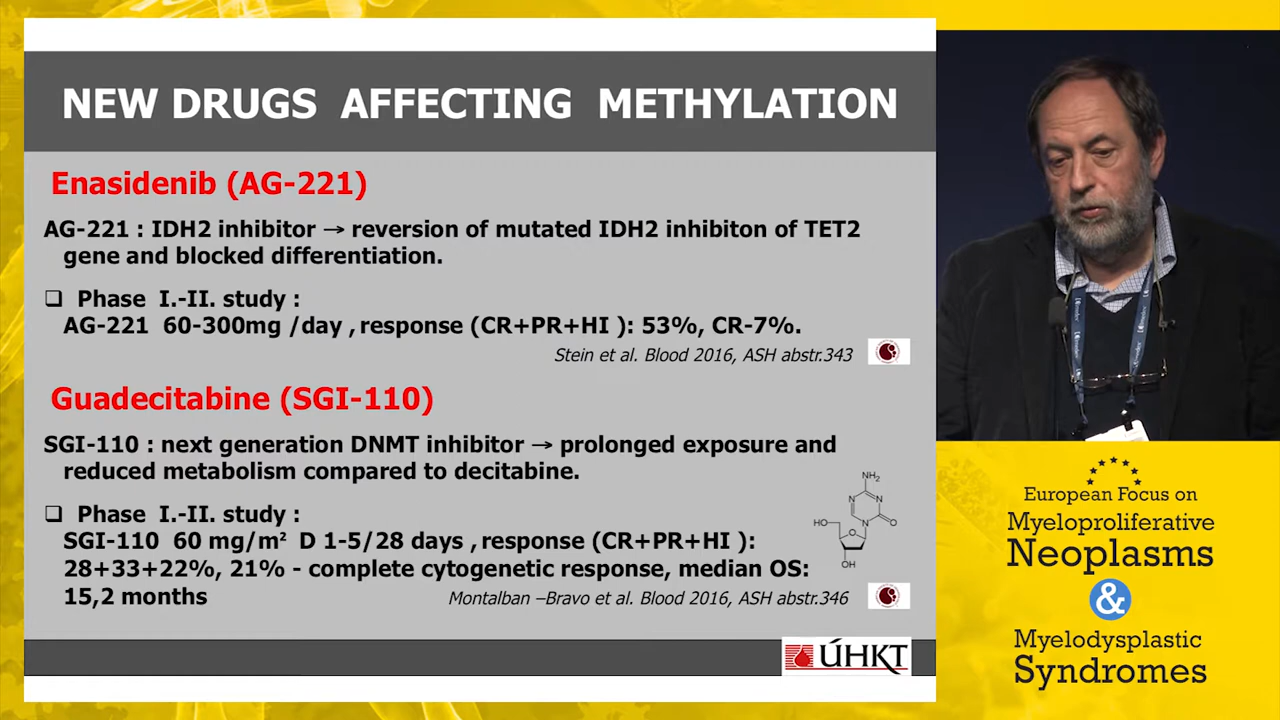 NEW DRUGS AFFECTING METHYLATION
Enasidenib (AG-221)
AG-221 : IDH2 inhibitor → reversion of mutated IDH2 inhibiton of TET2
gene and blocked differentiation.
❑ Phase I.-II. study :
AG-221 60-300mg /day , response (CR+PR+HI ): 53%, CR-7%.
Stein et al. Blood 2016, ASH abstr.343
Guadecitabine (SGI-110)
SGI-110 : next generation DNMT inhibitor → prolonged exposure and
reduced metabolism compared to decitabine.
❑ Phase I.-II. study :
SGI-110 60 mg/m² D 1-5/28 days , response (CR+PR+HI ):
28+33+22%, 21% - complete cytogenetic response, median OS:
15,2 months
Montalban –Bravo et al. Blood 2016, ASH abstr.346
NH₂
N
N
HO
N
O
O
OH
ÚHKT
European Focus on
Myeloproliferative
Neoplasms
&
Myelodysplastic
Syndromes